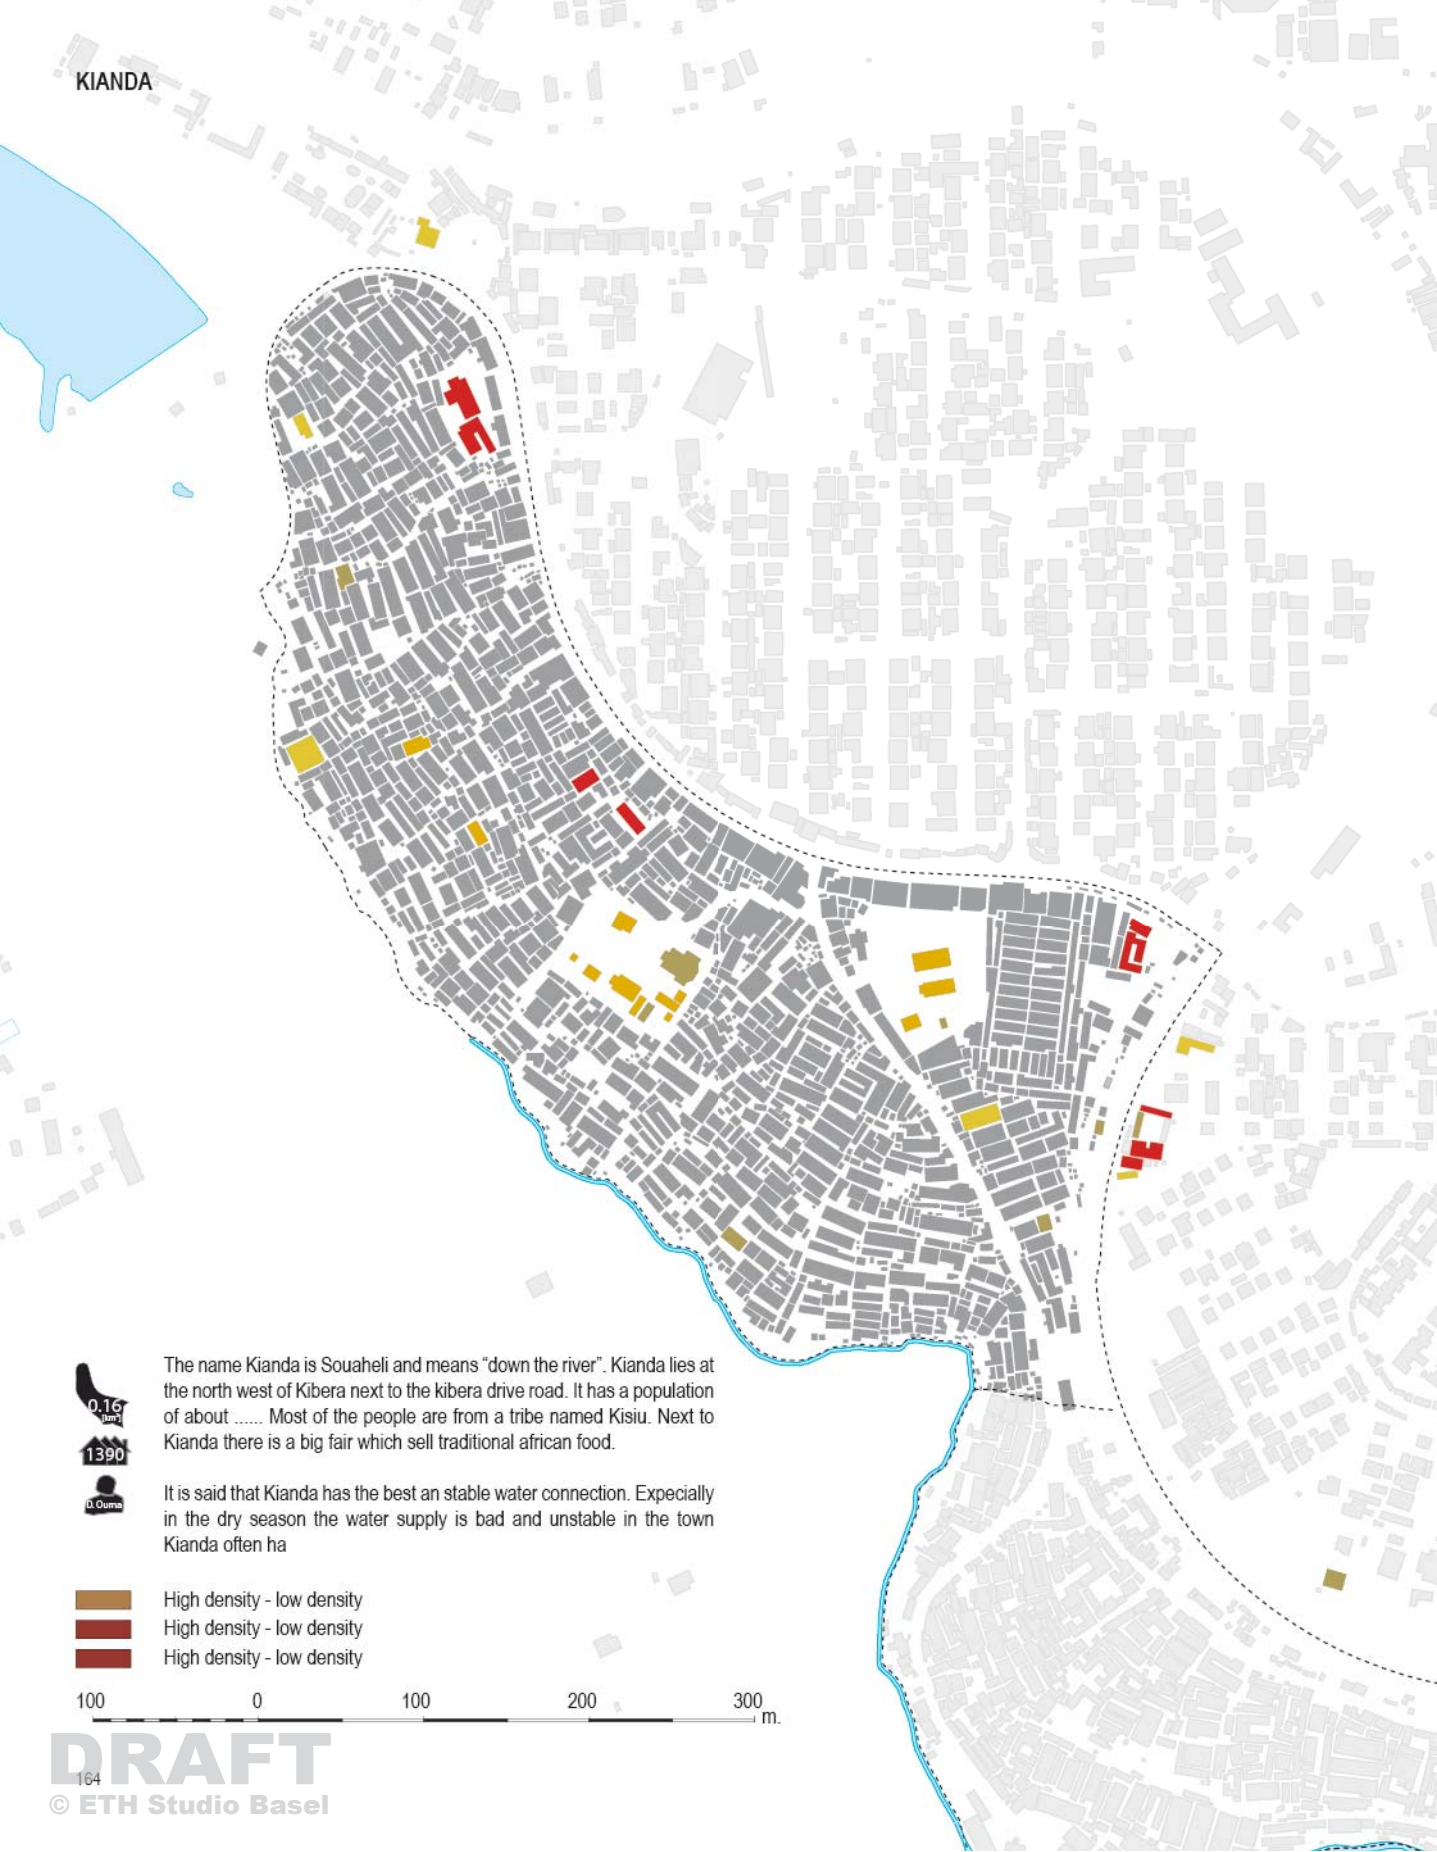 KIANDA
The name Kianda is Souaheli and means “down the river”. Kianda lies at
the north west of Kibera next to the kibera drive road. It has a population
of about ...... Most of the people are from a tribe named Kisiu. Next to
Kianda there is a big fair which sell traditional african food.
0.16
[km²]
1390
It is said that Kianda has the best an stable water connection. Expecially
in the dry season the water supply is bad and unstable in the town
Kianda often ha
D. Ouma
High density - low density
High density - low density
High density - low density
100 0 100 200 300 m.
DRAFT
164
© ETH Studio Basel